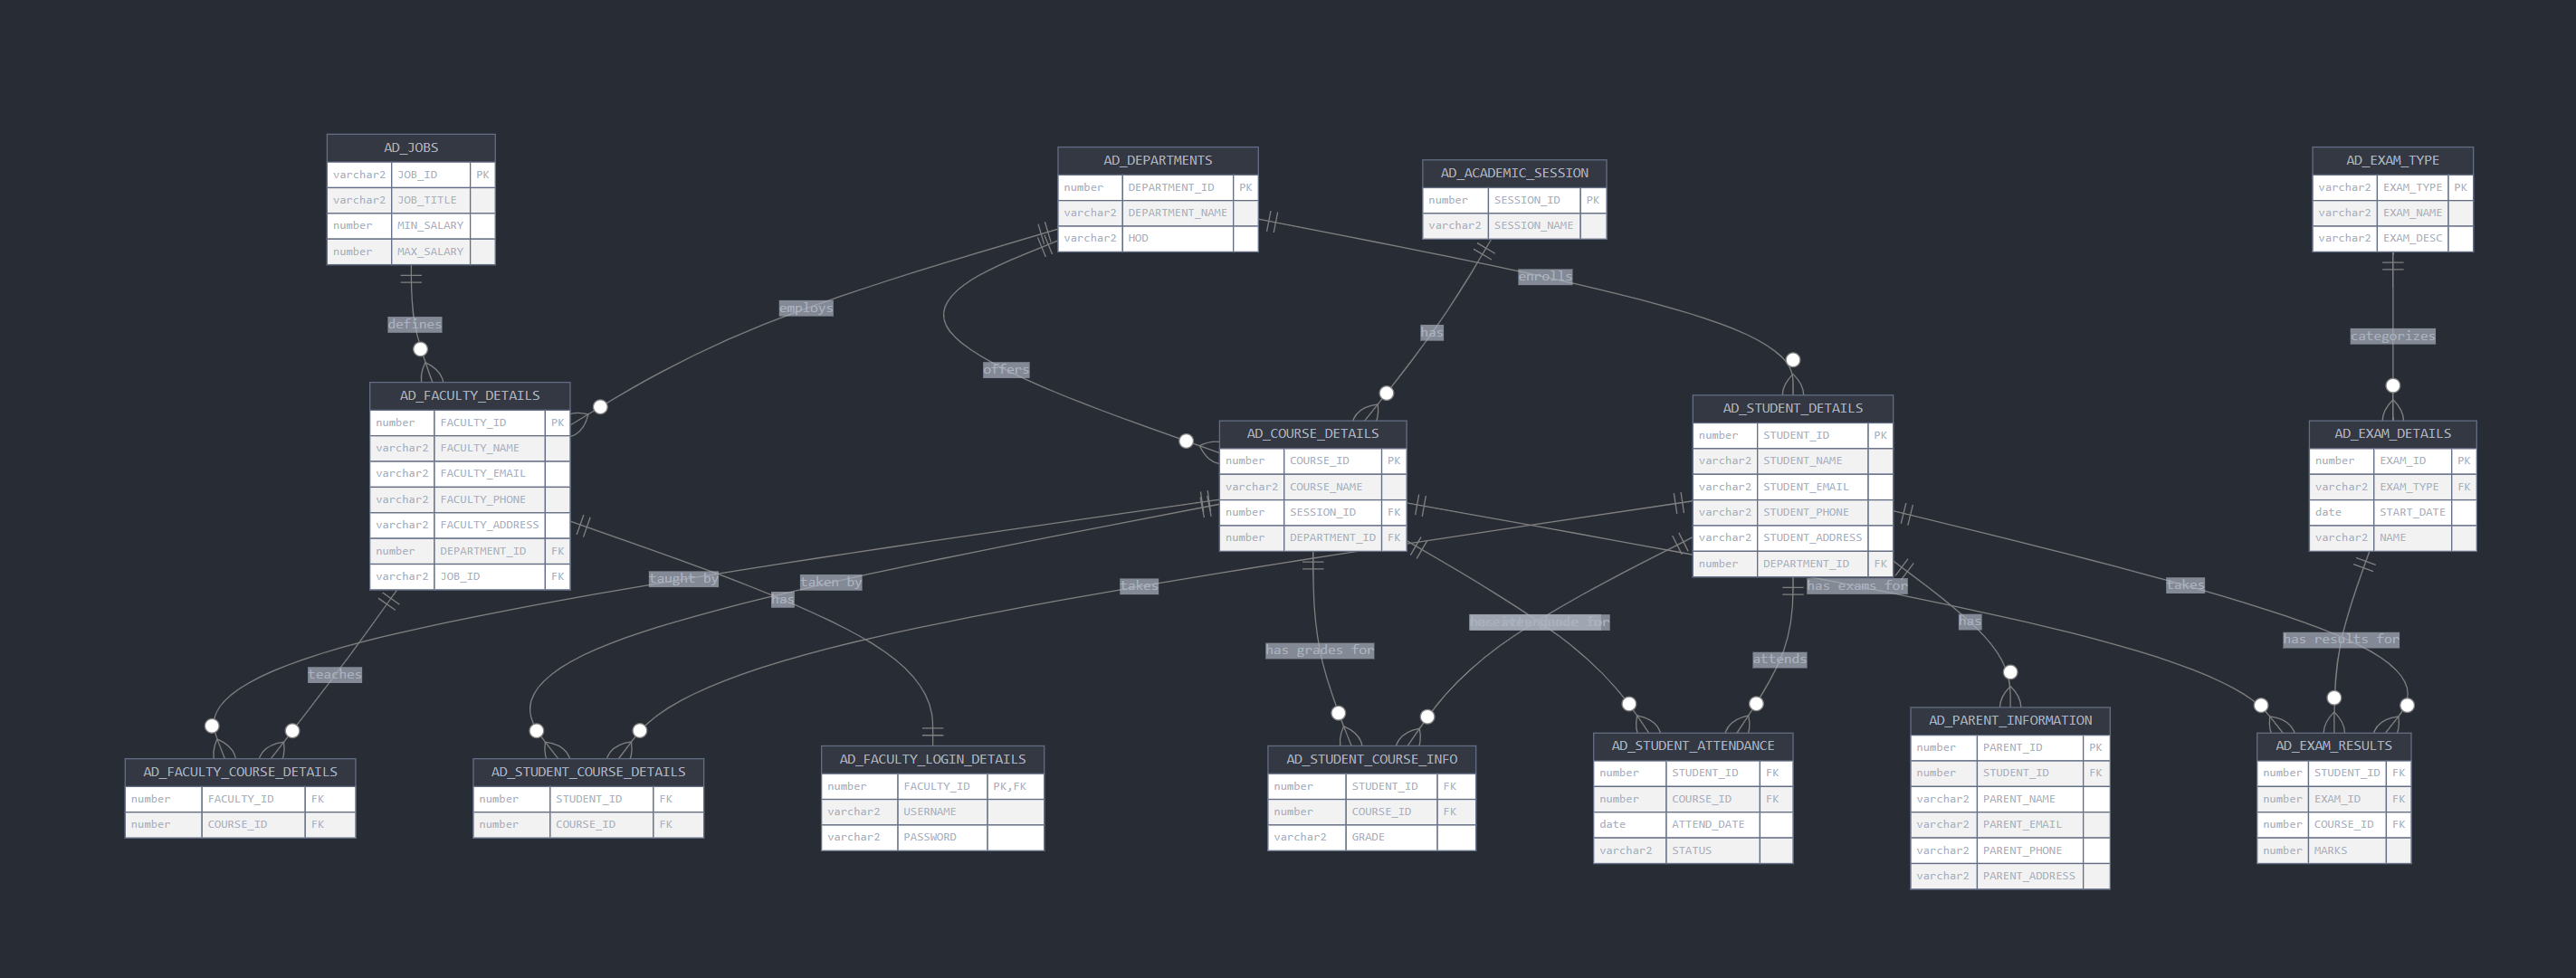 AD_JOBS
varchar2 JOB_ID PK
varchar2 JOB_TITLE
number MIN_SALARY
number MAX_SALARY
AD_DEPARTMENTS
number DEPARTMENT_ID PK
varchar2 DEPARTMENT_NAME
varchar2 HOD
AD_ACADEMIC_SESSION
number SESSION_ID PK
varchar2 SESSION_NAME
AD_EXAM_TYPE
varchar2 EXAM_TYPE PK
varchar2 EXAM_NAME
varchar2 EXAM_DESC
defines
employs
offers
has
enrolls
categorizes
AD_FACULTY_DETAILS
number FACULTY_ID PK
varchar2 FACULTY_NAME
varchar2 FACULTY_EMAIL
varchar2 FACULTY_PHONE
varchar2 FACULTY_ADDRESS
number DEPARTMENT_ID FK
varchar2 JOB_ID FK
AD_COURSE_DETAILS
number COURSE_ID PK
varchar2 COURSE_NAME
number SESSION_ID FK
number DEPARTMENT_ID FK
AD_STUDENT_DETAILS
number STUDENT_ID PK
varchar2 STUDENT_NAME
varchar2 STUDENT_EMAIL
varchar2 STUDENT_PHONE
varchar2 STUDENT_ADDRESS
number DEPARTMENT_ID FK
AD_EXAM_DETAILS
number EXAM_ID PK
varchar2 EXAM_TYPE FK
date START_DATE
varchar2 NAME
teaches
taught by
has
taken by
takes
has grades for
for
attends
has exams for
has
takes
has results for
AD_FACULTY_COURSE_DETAILS
number FACULTY_ID FK
number COURSE_ID FK
AD_STUDENT_COURSE_DETAILS
number STUDENT_ID FK
number COURSE_ID FK
AD_FACULTY_LOGIN_DETAILS
number FACULTY_ID PK,FK
varchar2 USERNAME
varchar2 PASSWORD
AD_STUDENT_COURSE_INFO
number STUDENT_ID FK
number COURSE_ID FK
varchar2 GRADE
AD_STUDENT_ATTENDANCE
number STUDENT_ID FK
number COURSE_ID FK
date ATTEND_DATE
varchar2 STATUS
AD_PARENT_INFORMATION
number PARENT_ID PK
number STUDENT_ID FK
varchar2 PARENT_NAME
varchar2 PARENT_EMAIL
varchar2 PARENT_PHONE
varchar2 PARENT_ADDRESS
AD_EXAM_RESULTS
number STUDENT_ID FK
number EXAM_ID FK
number COURSE_ID FK
number MARKS